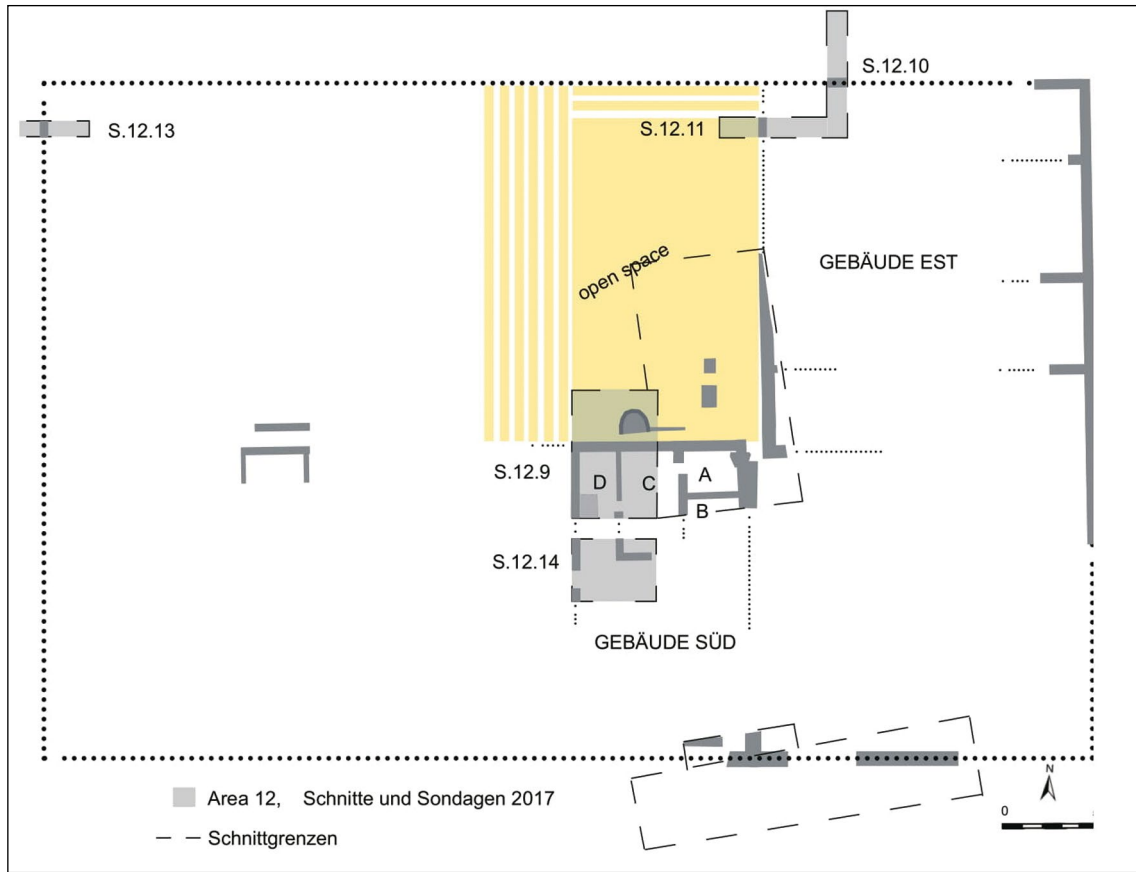 S.12.10
S.12.13
S.12.11
GEBÄUDE EST
open space
S.12.9
D
C
A
B
S.12.14
GEBÄUDE SÜD
Area 12, Schnitte und Sondagen 2017
Schnittgrenzen
N
0